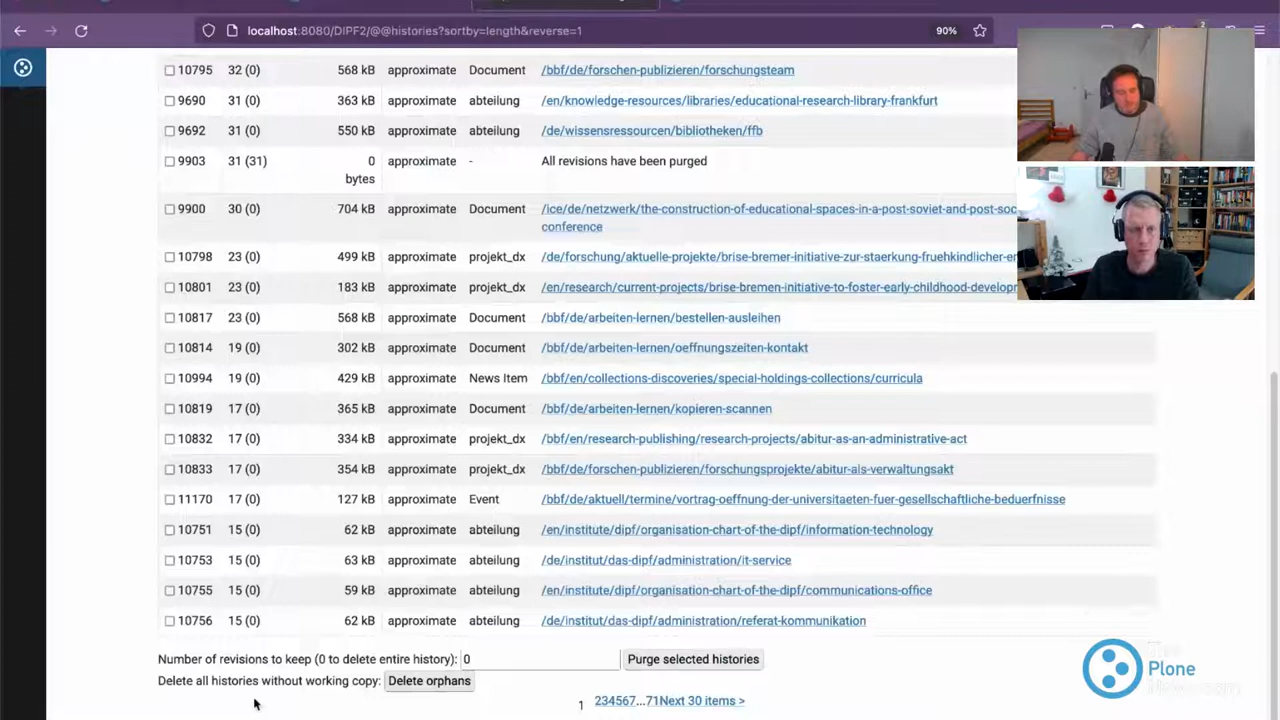 localhost:8080/DIPF2/@@histories?sortby=length&reverse=1 90% 2
10795 32 (0) 568 kB approximate Document /bbf/de/forschen-publizieren/forschungsteam
9690 31 (0) 363 kB approximate abteilung /en/knowledge-resources/libraries/educational-research-library-frankfurt
9692 31 (0) 550 kB approximate abteilung /de/wissensressourcen/bibliotheken/ffb
9903 31 (31) 0 bytes approximate - All revisions have been purged
9900 30 (0) 704 kB approximate Document /ice/de/netzwerk/the-construction-of-educational-spaces-in-a-post-soviet-and-post-soc
conference
10798 23 (0) 499 kB approximate projekt_dx /de/forschung/aktuelle-projekte/brise-bremer-initiative-zur-staerkung-fruehkindlicher-en
10801 23 (0) 183 kB approximate projekt_dx /en/research/current-projects/brise-bremen-initiative-to-foster-early-childhood-developm
10817 23 (0) 568 kB approximate Document /bbf/de/arbeiten-lernen/bestellen-ausleihen
10814 19 (0) 302 kB approximate Document /bbf/de/arbeiten-lernen/oeffnungszeiten-kontakt
10994 19 (0) 429 kB approximate News Item /bbf/en/collections-discoveries/special-holdings-collections/curricula
10819 17 (0) 365 kB approximate Document /bbf/de/arbeiten-lernen/kopieren-scannen
10832 17 (0) 334 kB approximate projekt_dx /bbf/en/research-publishing/research-projects/abitur-as-an-administrative-act
10833 17 (0) 354 kB approximate projekt_dx /bbf/de/forschen-publizieren/forschungsprojekte/abitur-als-verwaltungsakt
11170 17 (0) 127 kB approximate Event /bbf/de/aktuell/termine/vortrag-oeffnung-der-universitaeten-fuer-gesellschaftliche-beduerfnisse
10751 15 (0) 62 kB approximate abteilung /en/institute/dipf/organisation-chart-of-the-dipf/information-technology
10753 15 (0) 63 kB approximate abteilung /de/institut/das-dipf/administration/it-service
10755 15 (0) 59 kB approximate abteilung /en/institute/dipf/organisation-chart-of-the-dipf/communications-office
10756 15 (0) 62 kB approximate abteilung /de/institut/das-dipf/administration/referat-kommunikation
Number of revisions to keep (0 to delete entire history): 0 Purge selected histories
Delete all histories without working copy: Delete orphans
1 234567...71Next 30 items >
The
Plone